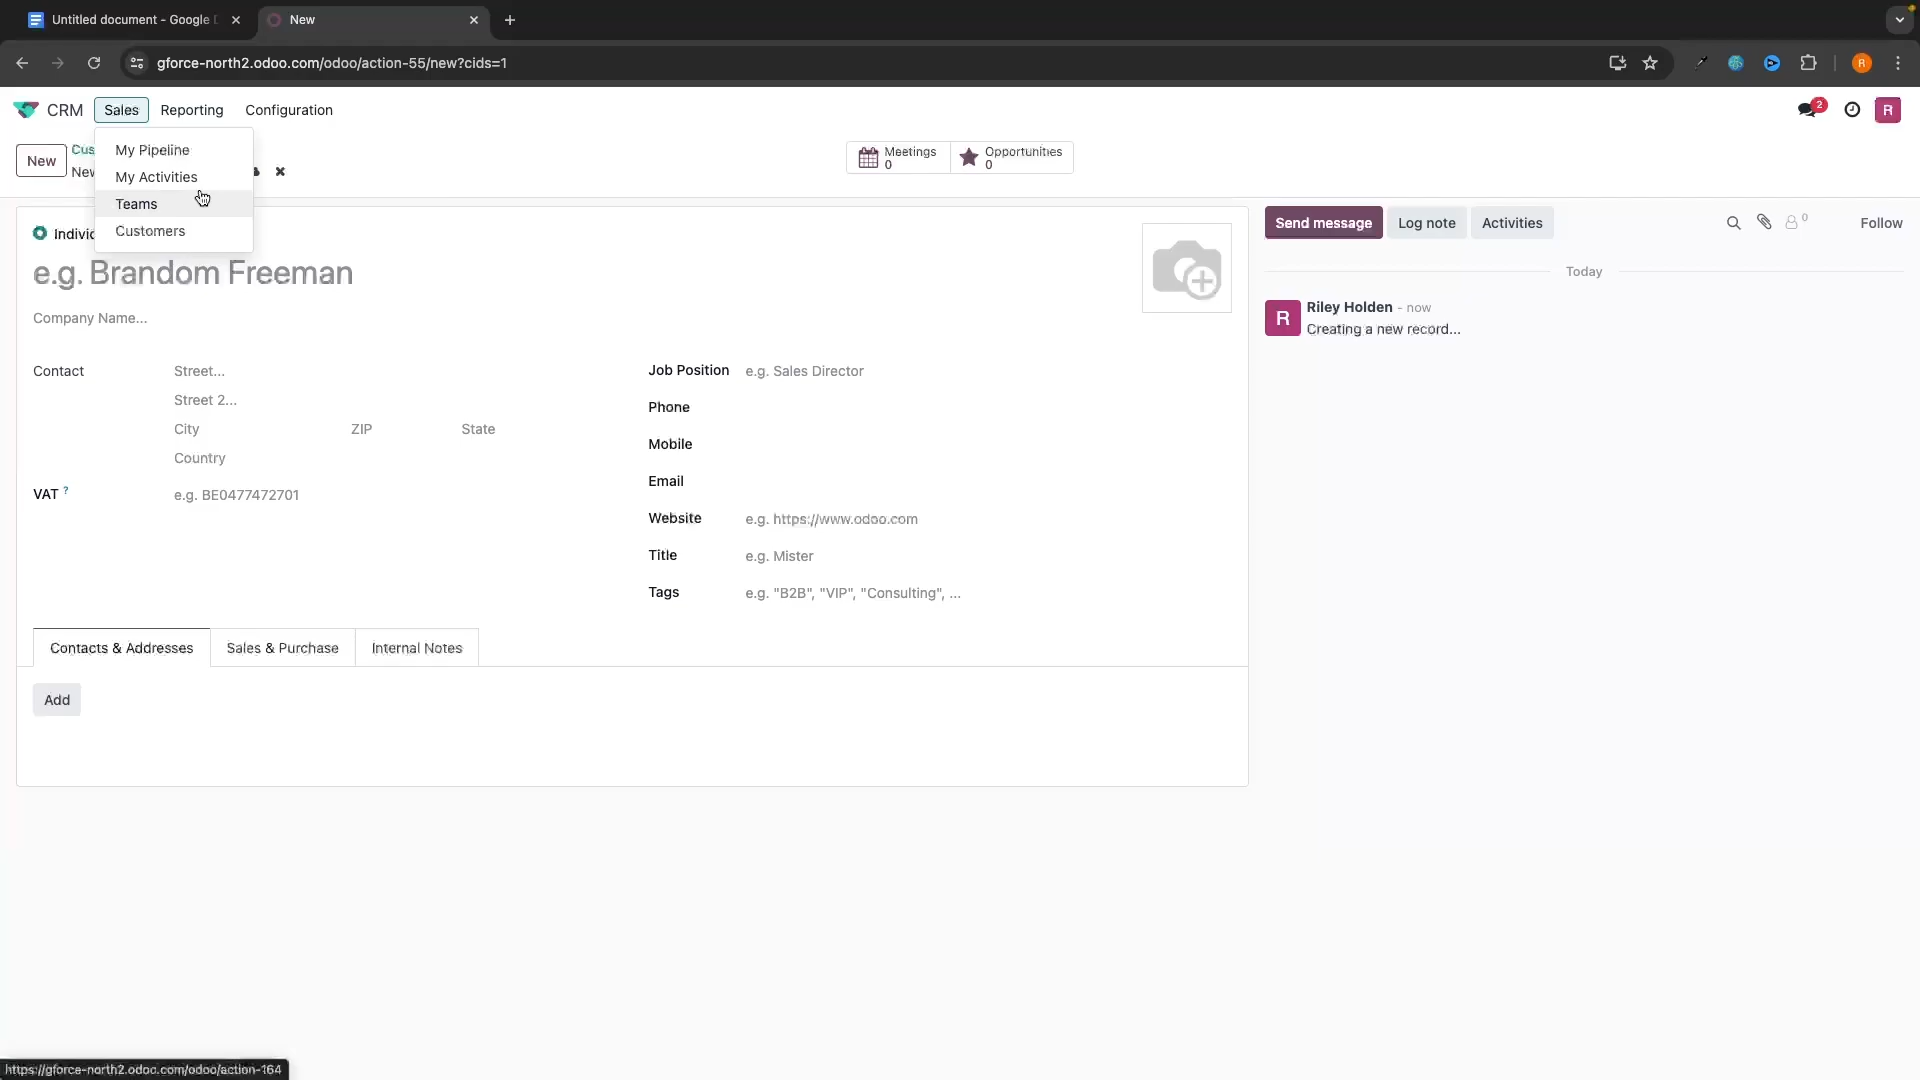 Untitled document - Google D
New
gforce-north2.odoo.com/odoo/action-55/new?cids=1
R
CRM Sales Reporting Configuration
2
R
My Pipeline
My Activities
Teams
Customers
New
Cus
New
Meetings
0
Opportunities
0
Individ
e.g. Brandom Freeman
Company Name...
Contact
Street...
Street 2...
City ZIP State
Country
VAT ?
e.g. BE0477472701
Job Position e.g. Sales Director
Phone
Mobile
Email
Website e.g. https://www.odoo.com
Title e.g. Mister
Tags e.g. "B2B", "VIP", "Consulting", ...
Contacts & Addresses Sales & Purchase Internal Notes
Add
Send message Log note Activities
0
Follow
Today
R
Riley Holden - now
Creating a new record...
https://gforce-north2.odoo.com/odoo/action-164